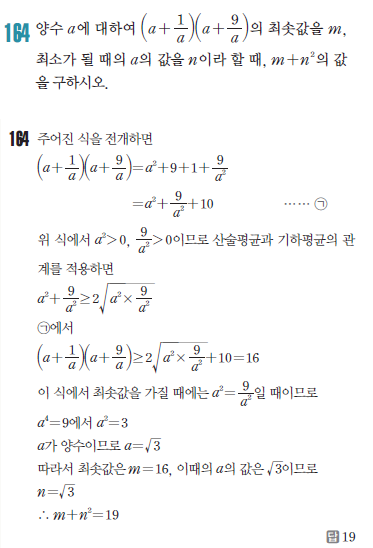 164 양수 a에 대하여 (a+1/a)(a+9/a)의 최솟값을 m,
최소가 될 때의 a의 값을 n이라 할 때, m+n²의 값
을 구하시오.
164 주어진 식을 전개하면
(a+1/a)(a+9/a)=a²+9+1+9/a²
=a²+9/a²+10 …… ㉠
위 식에서 a²>0, 9/a²>0이므로 산술평균과 기하평균의 관
계를 적용하면
a²+9/a²≥2√(a²×9/a²)
㉠에서
(a+1/a)(a+9/a)≥2√(a²×9/a²)+10=16
이 식에서 최솟값을 가질 때에는 a²=9/a²일 때이므로
a⁴=9에서 a²=3
a가 양수이므로 a=√3
따라서 최솟값은 m=16, 이때의 a의 값은 √3이므로
n=√3
∴ m+n²=19
답 19